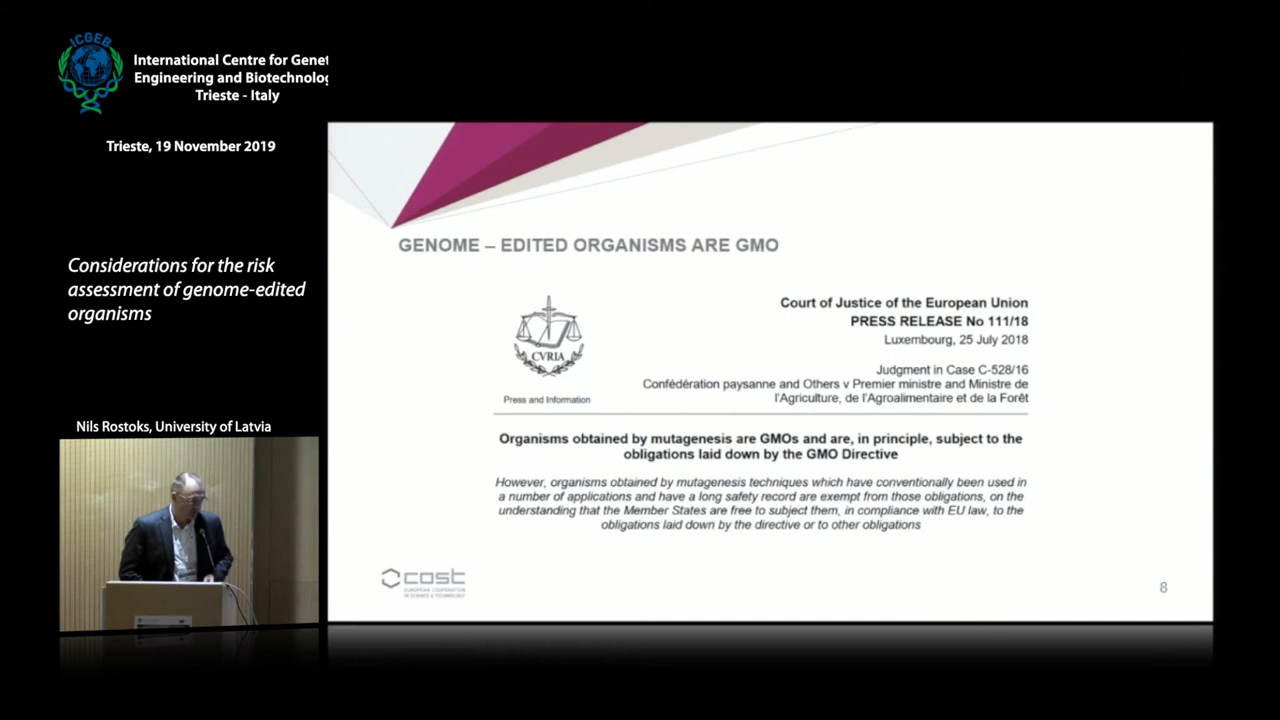 ICGEB
International Centre for Genet
Engineering and Biotechnolog
Trieste - Italy
Trieste, 19 November 2019
Considerations for the risk
assessment of genome-edited
organisms
Nils Rostoks, University of Latvia
GENOME – EDITED ORGANISMS ARE GMO
CVRIA
Press and Information
Court of Justice of the European Union
PRESS RELEASE No 111/18
Luxembourg, 25 July 2018
Judgment in Case C-528/16
Confédération paysanne and Others v Premier ministre and Ministre de
l'Agriculture, de l'Agroalimentaire et de la Forêt
Organisms obtained by mutagenesis are GMOs and are, in principle, subject to the
obligations laid down by the GMO Directive
However, organisms obtained by mutagenesis techniques which have conventionally been used in
a number of applications and have a long safety record are exempt from those obligations, on the
understanding that the Member States are free to subject them, in compliance with EU law, to the
obligations laid down by the directive or to other obligations
cost
EUROPEAN COOPERATION
IN SCIENCE & TECHNOLOGY
8